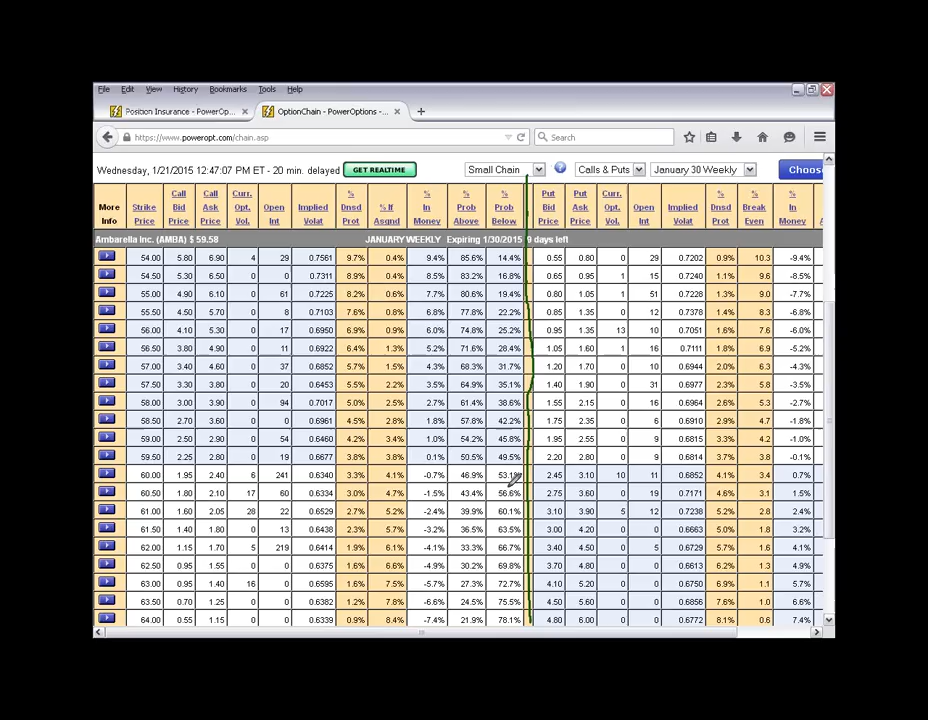 File Edit View History Bookmarks Tools Help
Position Insurance - PowerOp... × OptionChain - PowerOptions -... × +
https://www.poweropt.com/chain.asp Search
Wednesday, 1/21/2015 12:47:07 PM ET - 20 min. delayed GET REALTIME Small Chain ? Calls & Puts January 30 Weekly Choos
More Info Strike Price Call Bid Price Call Ask Price Curr. Opt. Vol. Open Int Implied Volat % Dnsd Prot % If Asgnd % In Money % Prob Above % Prob Below Put Bid Price Put Ask Price Curr. Opt. Vol. Open Int Implied Volat % Dnsd Prot % Break Even % In Money
Ambarella Inc. (AMBA) $ 59.58 JANUARY WEEKLY Expiring 1/30/2015 9 days left
54.00 5.80 6.90 4 29 0.7561 9.7% 0.4% 9.4% 85.6% 14.4% 0.55 0.80 0 29 0.7202 0.9% 10.3 -9.4%
54.50 5.30 6.50 0 0 0.7311 8.9% 0.4% 8.5% 83.2% 16.8% 0.65 0.95 1 15 0.7240 1.1% 9.6 -8.5%
55.00 4.90 6.10 0 61 0.7225 8.2% 0.6% 7.7% 80.6% 19.4% 0.80 1.05 1 51 0.7228 1.3% 9.0 -7.7%
55.50 4.50 5.70 0 8 0.7103 7.6% 0.8% 6.8% 77.8% 22.2% 0.85 1.35 0 12 0.7378 1.4% 8.3 -6.8%
56.00 4.10 5.30 0 17 0.6950 6.9% 0.9% 6.0% 74.8% 25.2% 0.95 1.35 13 10 0.7051 1.6% 7.6 -6.0%
56.50 3.80 4.90 0 11 0.6922 6.4% 1.3% 5.2% 71.6% 28.4% 1.05 1.60 1 16 0.7111 1.8% 6.9 -5.2%
57.00 3.40 4.60 0 37 0.6852 5.7% 1.5% 4.3% 68.3% 31.7% 1.20 1.70 0 10 0.6944 2.0% 6.3 -4.3%
57.50 3.30 3.80 0 20 0.6453 5.5% 2.2% 3.5% 64.9% 35.1% 1.40 1.90 0 31 0.6977 2.3% 5.8 -3.5%
58.00 3.00 3.90 0 94 0.7017 5.0% 2.3% 2.7% 61.4% 38.6% 1.55 2.15 0 16 0.6964 2.6% 5.3 -2.7%
58.50 2.70 3.60 0 0 0.6961 4.5% 2.8% 1.8% 57.8% 42.2% 1.75 2.35 0 6 0.6910 2.9% 4.7 -1.8%
59.00 2.50 2.90 0 54 0.6460 4.2% 3.4% 1.0% 54.2% 45.8% 1.95 2.55 0 9 0.6815 3.3% 4.2 -1.0%
59.50 2.25 2.80 0 19 0.6677 3.8% 3.8% 0.1% 50.5% 49.5% 2.20 2.80 0 9 0.6814 3.7% 3.8 -0.1%
60.00 1.95 2.40 6 241 0.6340 3.3% 4.1% -0.7% 46.9% 53.1% 2.45 3.10 10 11 0.6852 4.1% 3.4 0.7%
60.50 1.80 2.10 17 60 0.6334 3.0% 4.7% -1.5% 43.4% 56.6% 2.75 3.60 0 19 0.7171 4.6% 3.1 1.5%
61.00 1.60 2.05 28 22 0.6529 2.7% 5.2% -2.4% 39.9% 60.1% 3.10 3.90 5 12 0.7238 5.2% 2.8 2.4%
61.50 1.40 1.80 0 13 0.6438 2.3% 5.7% -3.2% 36.5% 63.5% 3.00 4.20 0 0 0.6663 5.0% 1.8 3.2%
62.00 1.15 1.70 5 219 0.6414 1.9% 6.1% -4.1% 33.3% 66.7% 3.40 4.50 0 5 0.6729 5.7% 1.6 4.1%
62.50 0.95 1.55 0 0 0.6375 1.6% 6.6% -4.9% 30.2% 69.8% 3.70 4.80 0 0 0.6613 6.2% 1.3 4.9%
63.00 0.95 1.40 16 0 0.6595 1.6% 7.5% -5.7% 27.3% 72.7% 4.10 5.20 0 0 0.6750 6.9% 1.1 5.7%
63.50 0.70 1.25 0 0 0.6382 1.2% 7.8% -6.6% 24.5% 75.5% 4.50 5.60 0 0 0.6856 7.6% 1.0 6.6%
64.00 0.55 1.15 0 0 0.6339 0.9% 8.4% -7.4% 21.9% 78.1% 4.80 6.00 0 0 0.6772 8.1% 0.6 7.4%